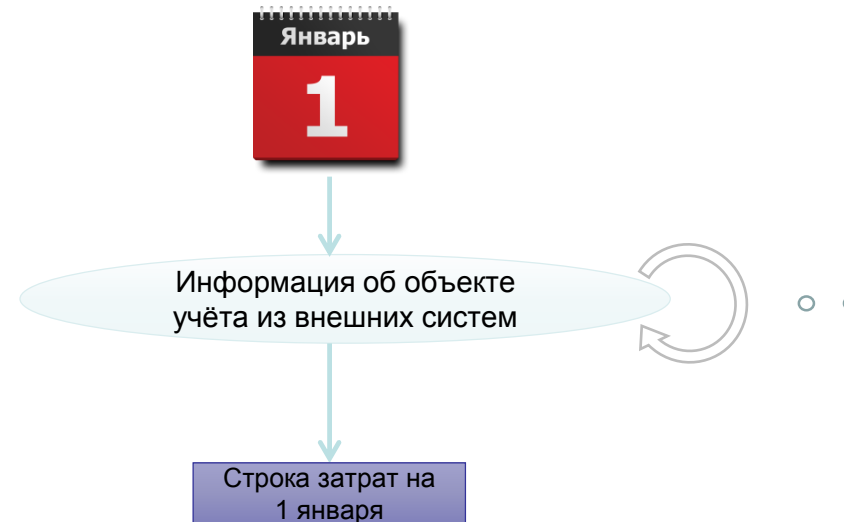 Январь
1
Информация об объекте
учёта из внешних систем
Строка затрат на
1 января